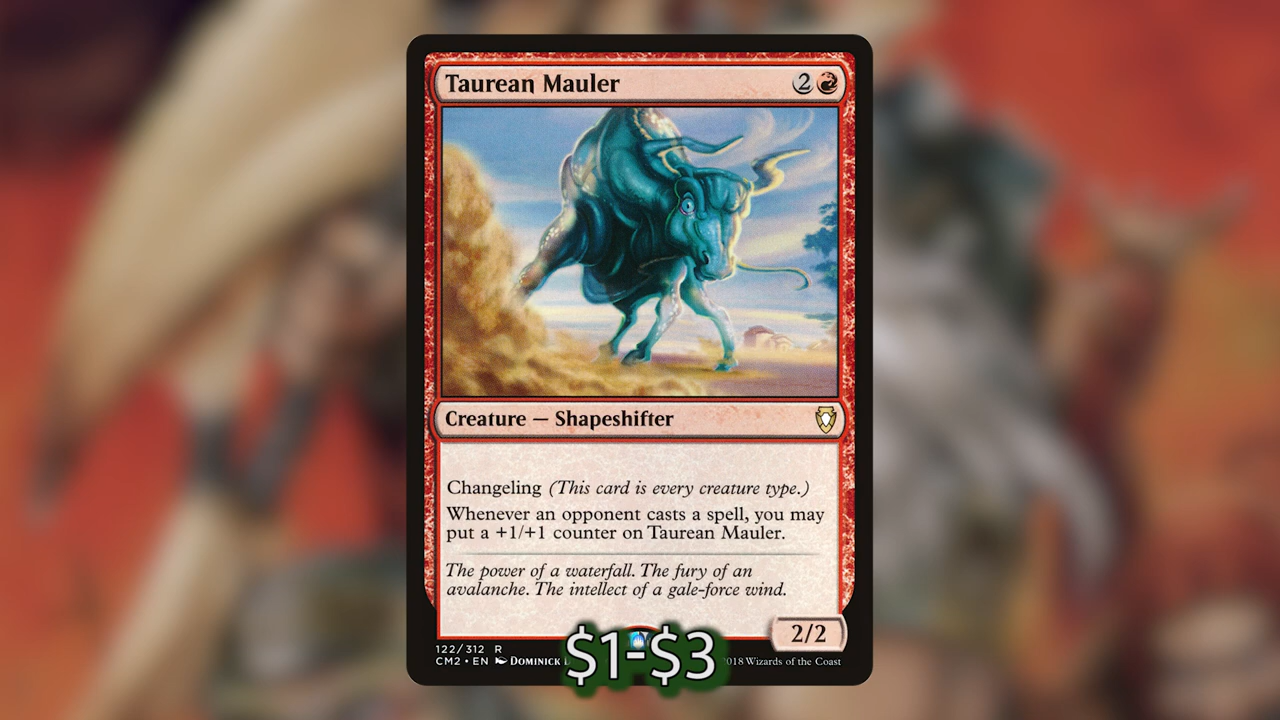 Taurean Mauler 2
Creature — Shapeshifter
Changeling (This card is every creature type.)
Whenever an opponent casts a spell, you may
put a +1/+1 counter on Taurean Mauler.
The power of a waterfall. The fury of an
avalanche. The intellect of a gale-force wind.
2/2
122/312 R
CM2 • EN DOMINICK
2018 Wizards of the Coast
$1-$3